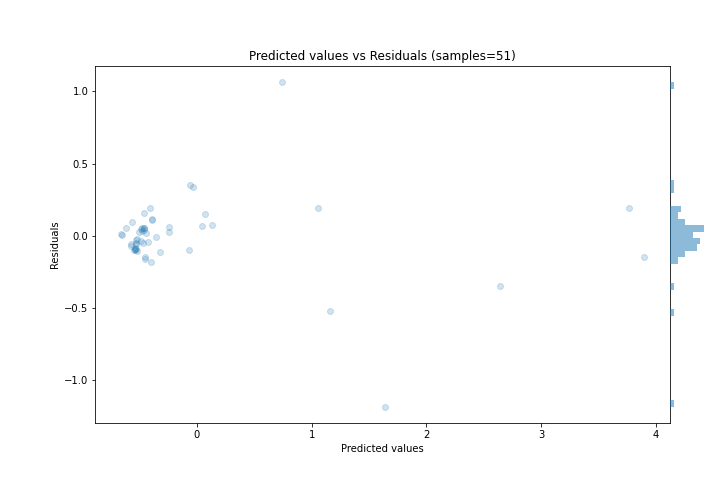 Predicted values vs Residuals (samples=51)
1.0
0.5
0.0
−0.5
−1.0
Residuals
0 1 2 3 4
Predicted values